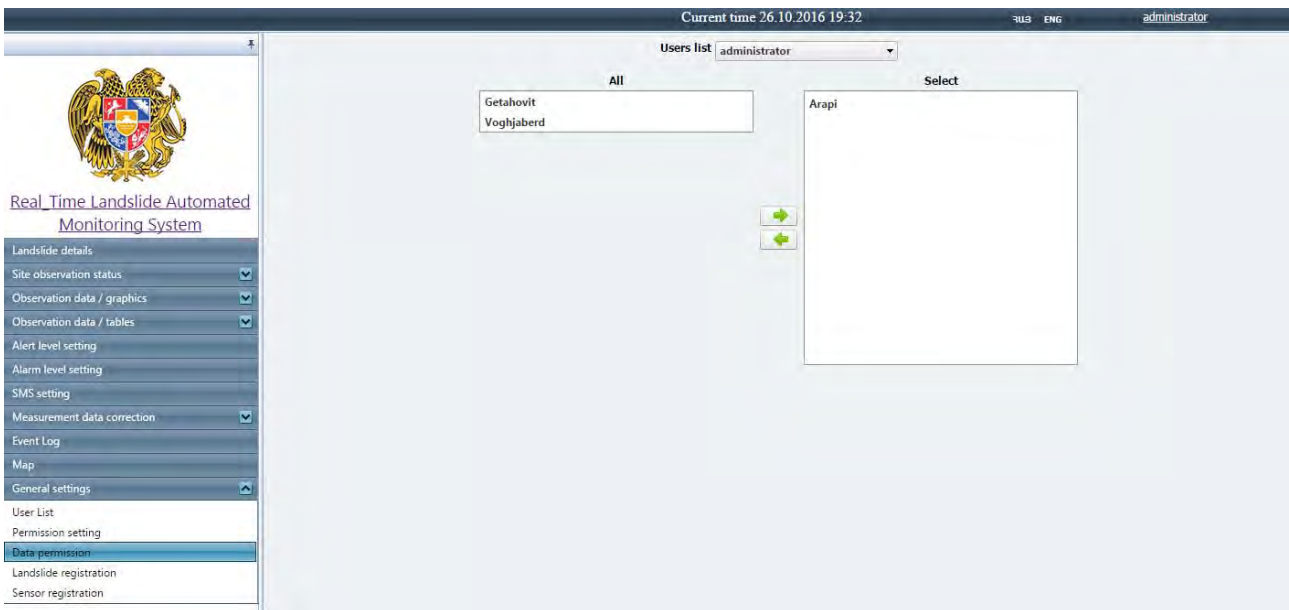 Current time 26.10.2016 19:32
ՀԱՅ ENG
administrator
Users list administrator
All
Select
Getahovit
Voghjaberd
Arapi
Real_Time Landslide Automated
Monitoring System
Landslide details
Site observation status
Observation data / graphics
Observation data / tables
Alert level setting
Alarm level setting
SMS setting
Measurement data correction
Event Log
Map
General settings
User List
Permission setting
Data permission
Landslide registration
Sensor registration